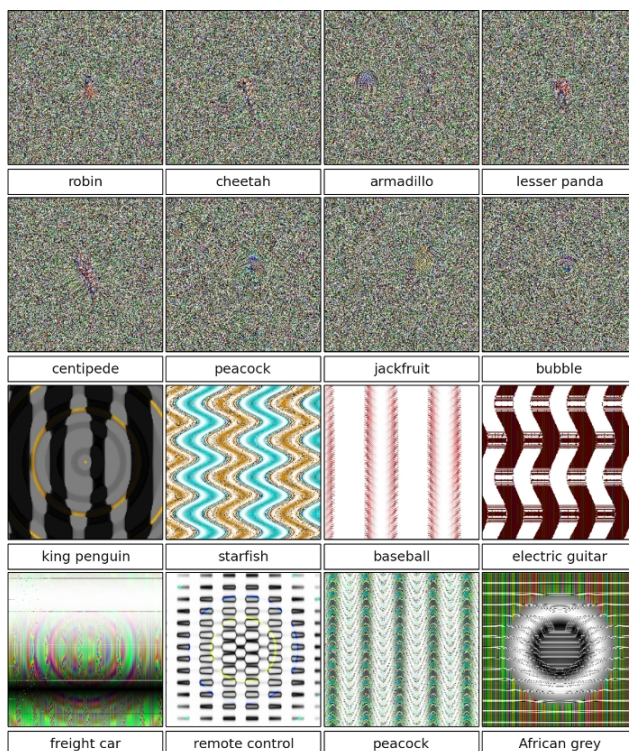 robin
cheetah
armadillo
lesser panda
centipede
peacock
jackfruit
bubble
king penguin
starfish
baseball
electric guitar
freight car
remote control
peacock
African grey